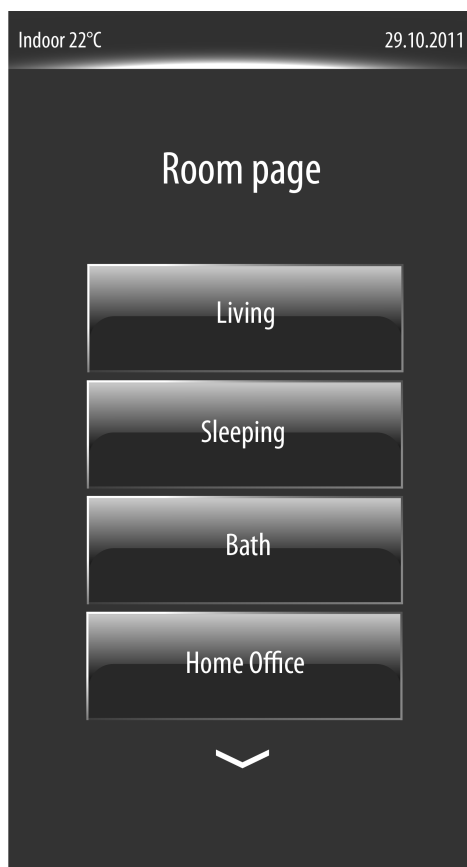 Indoor 22°C
29.10.2011
Room page
Living
Sleeping
Bath
Home Office